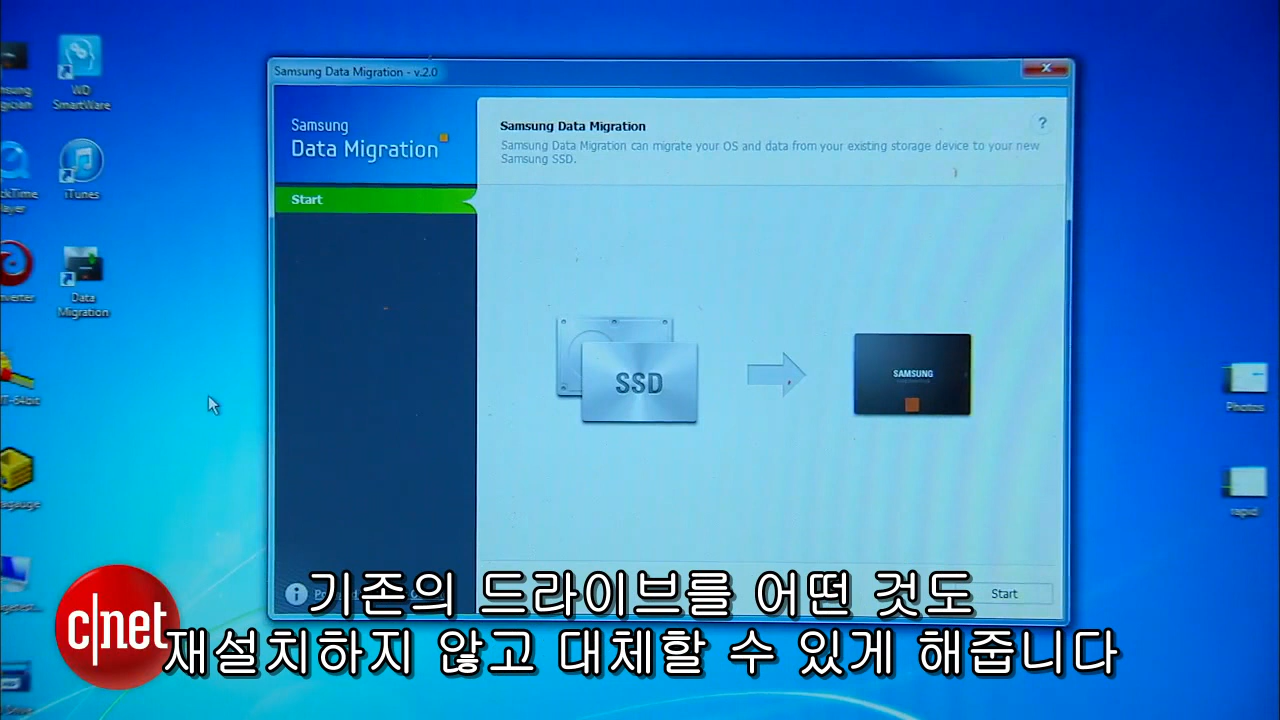 Samsung Data Migration - v.2.0
WD
SmartWare
iTunes
Data
Migration
Samsung
Data Migration
Start
Samsung Data Migration
?
Samsung Data Migration can migrate your OS and data from your existing storage device to your new
Samsung SSD.
SSD
SAMSUNG
Photos
rapid
Start
c|net
기존의 드라이브를 어떤 것도
재설치하지 않고 대체할 수 있게 해줍니다